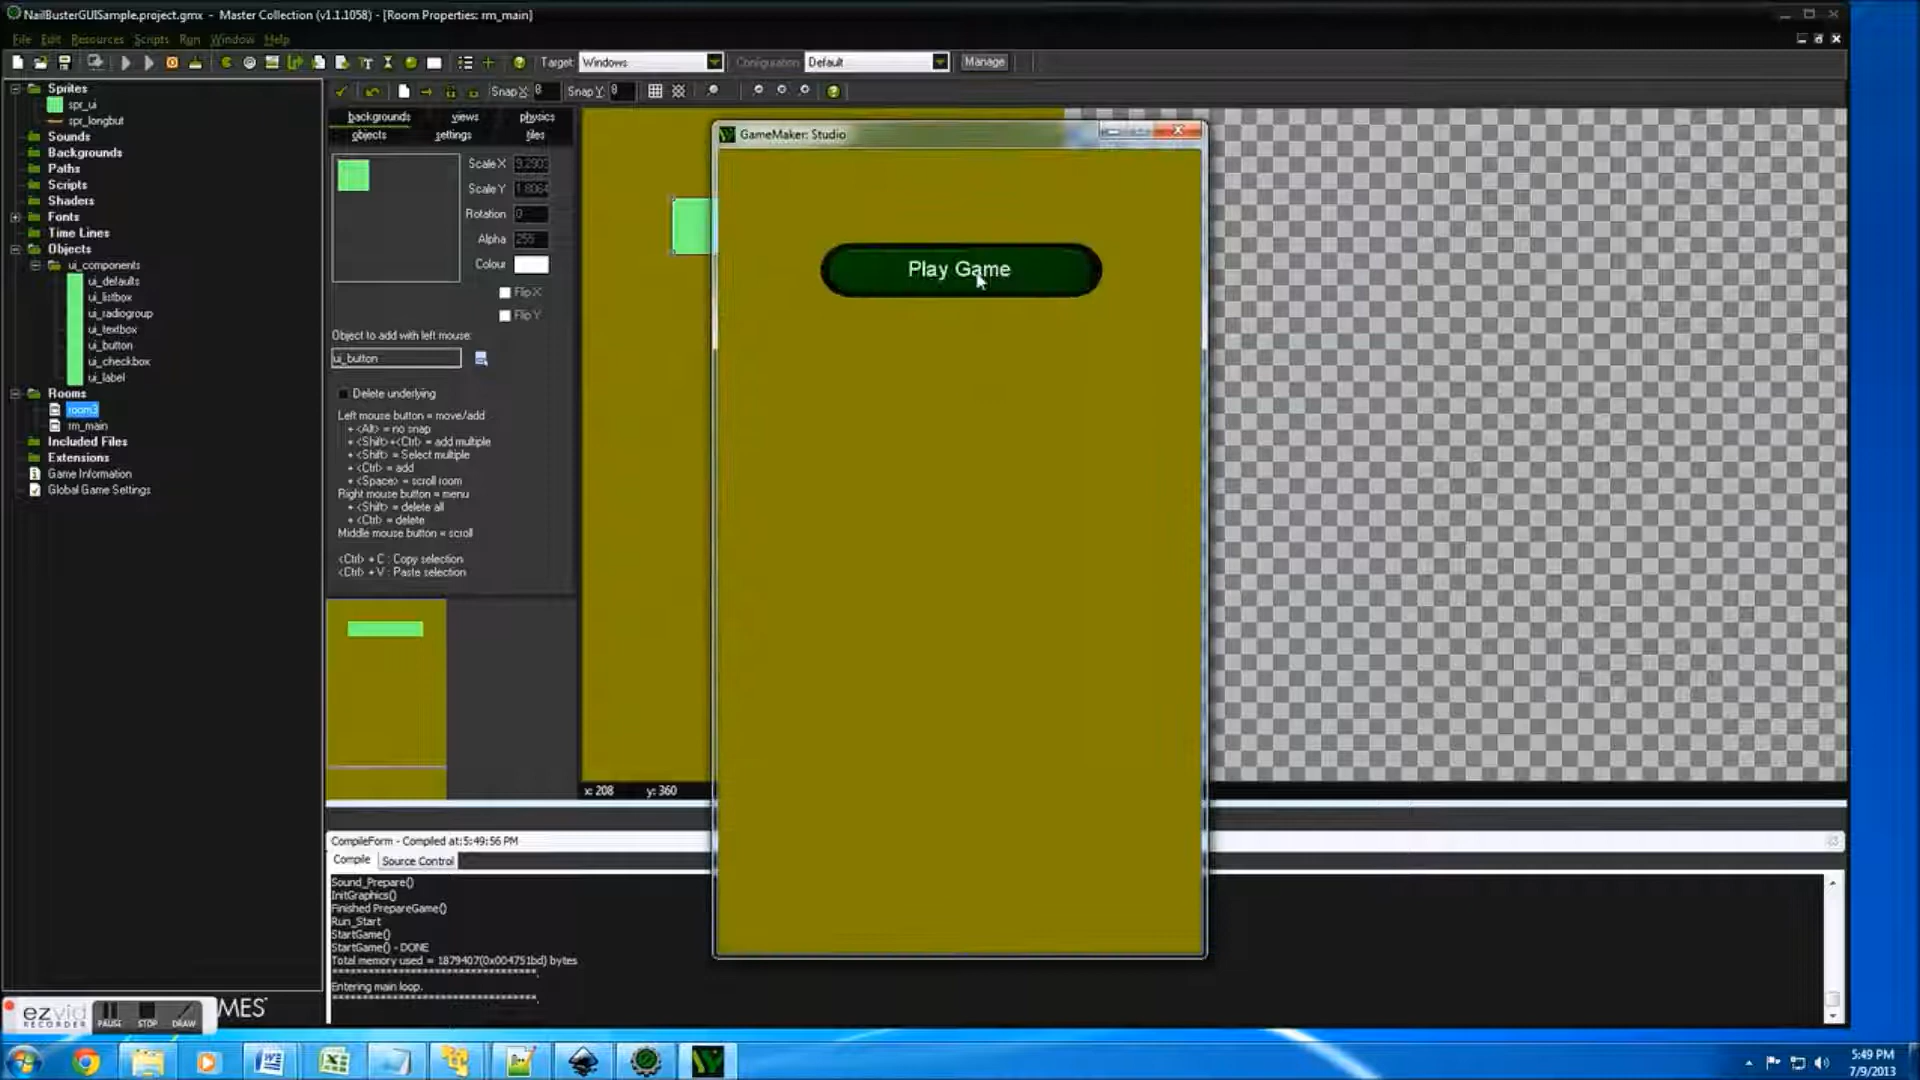 NailBusterGUISample.project.gmx - Master Collection (v1.1.1058) - [Room Properties: rm_main]
File Edit Resources Scripts Run Window Help
Target: Windows Configuration: Default Manage
Sprites
spr_ui
spr_longbut
Sounds
Backgrounds
Paths
Scripts
Shaders
Fonts
Time Lines
Objects
ui_components
ui_defaults
ui_listbox
ui_radiogroup
ui_textbox
ui_button
ui_checkbox
ui_label
Rooms
room3
rm_main
Included Files
Extensions
Game Information
Global Game Settings
Snap X: 8 Snap Y: 8
backgrounds views physics
objects settings tiles
Scale X
Scale Y
Rotation 0
Alpha 255
Colour
Flip X
Flip Y
Object to add with left mouse:
ui_button
Delete underlying
Left mouse button = move/add
+ <Alt> = no snap
+ <Shift>+<Ctrl> = add multiple
+ <Shift> = Select multiple
+ <Ctrl> = add
+ <Space> = scroll room
Right mouse button = menu
+ <Shift> = delete all
+ <Ctrl> = delete
Middle mouse button = scroll
<Ctrl> + C : Copy selection
<Ctrl> + V : Paste selection
GameMaker: Studio
Play Game
x: 208 y: 360
CompileForm - Compiled at:5:49:56 PM
Compile Source Control
Sound_Prepare()
InitGraphics()
Finished PrepareGame()
Run_Start
StartGame()
StartGame() - DONE
Total memory used = 1879407(0x004751bd) bytes
Entering main loop.
ezvid
RECORDER
PAUSE STOP DRAW
MES
5:49 PM
7/9/2013